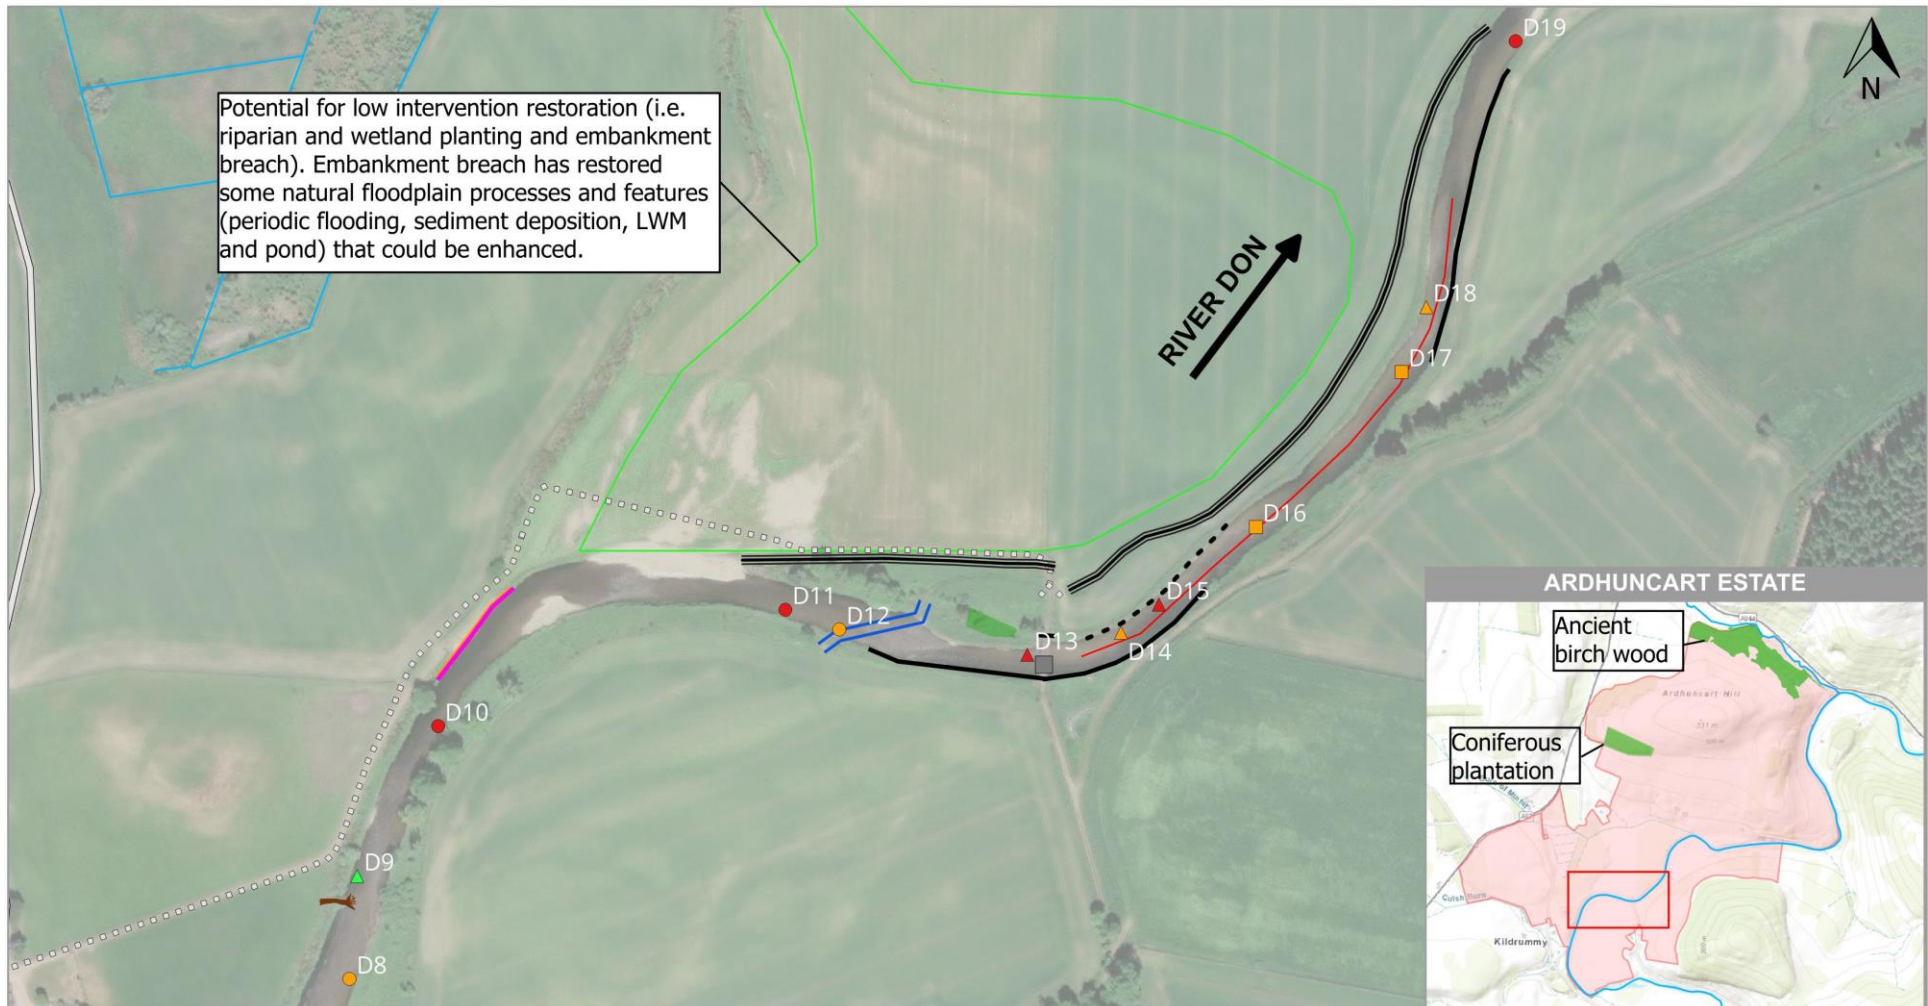 D19
N
Potential for low intervention restoration (i.e.
riparian and wetland planting and embankment
breach). Embankment breach has restored
some natural floodplain processes and features
(periodic flooding, sediment deposition, LWM
and pond) that could be enhanced.
RIVER DON
D18
D17
D16
D15
D14
D13
D12
D11
D10
D9
D8
ARDHUNCART ESTATE
Ancient
birch wood
Ardhuncart Hill
Coniferous
plantation
Culsh Burn
Kildrummy